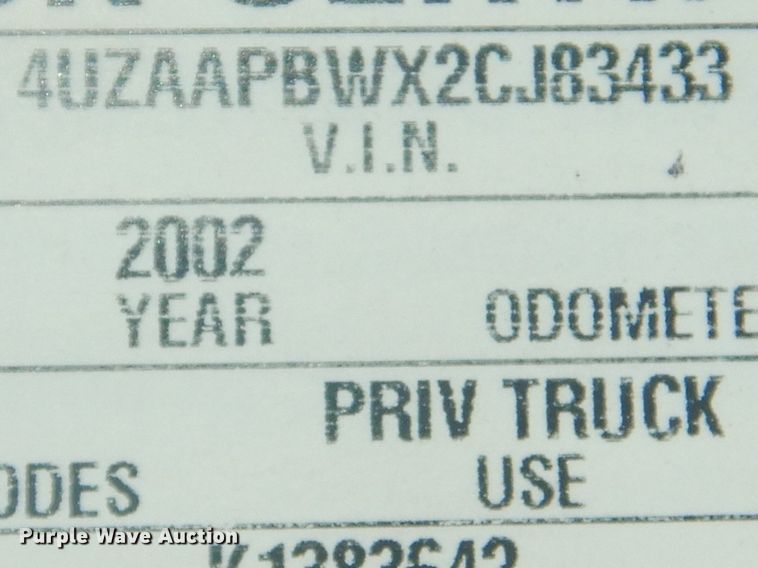 4UZAAPBWX2CJ83433
V.I.N.
2002
YEAR ODOMETE
PRIV TRUCK
ODES USE
Purple Wave Auction